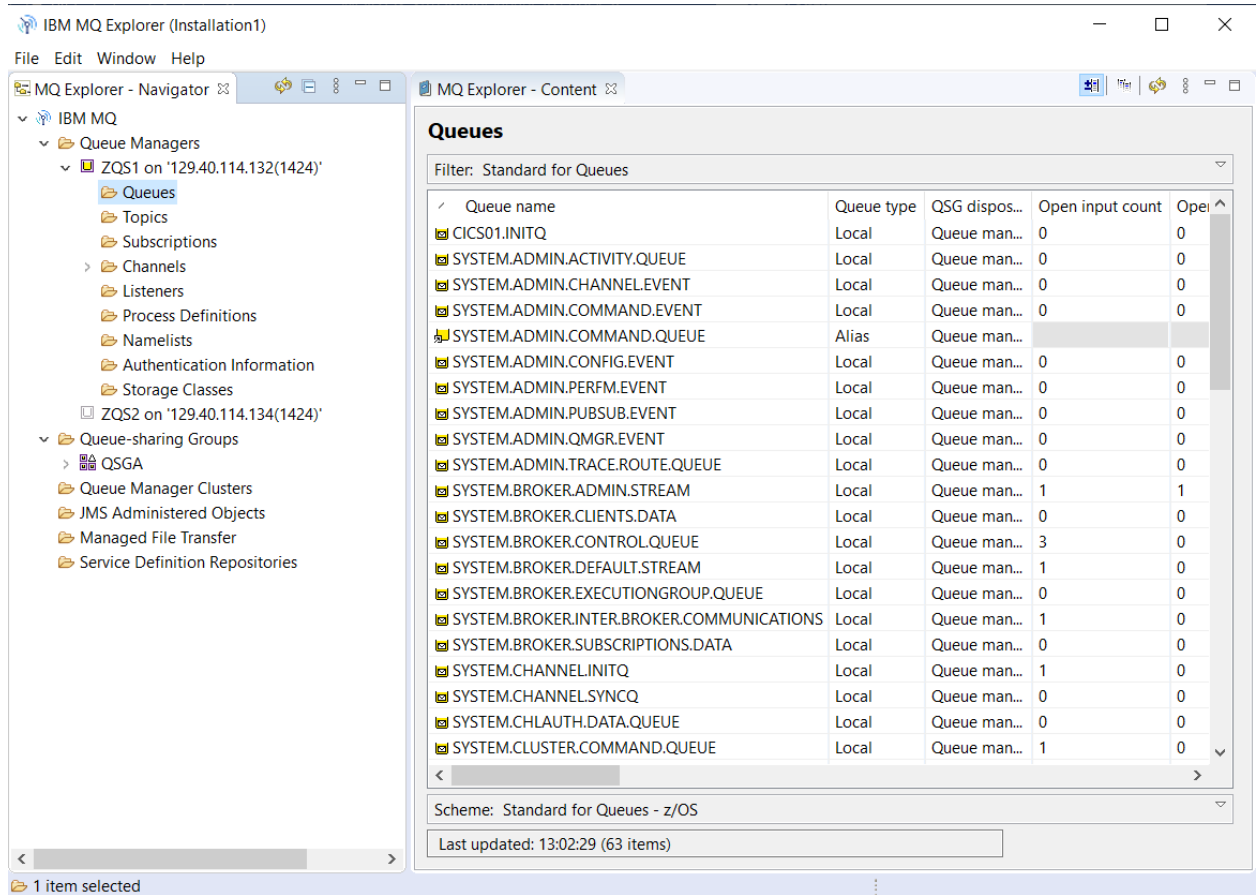 IBM MQ Explorer (Installation1)
File Edit Window Help
MQ Explorer - Navigator
IBM MQ
Queue Managers
ZQS1 on '129.40.114.132(1424)'
Queues
Topics
Subscriptions
Channels
Listeners
Process Definitions
Namelists
Authentication Information
Storage Classes
ZQS2 on '129.40.114.134(1424)'
Queue-sharing Groups
QSGA
Queue Manager Clusters
JMS Administered Objects
Managed File Transfer
Service Definition Repositories
MQ Explorer - Content
Queues
Filter: Standard for Queues
Queue name Queue type QSG dispos... Open input count Oper
CICS01.INITQ Local Queue man... 0 0
SYSTEM.ADMIN.ACTIVITY.QUEUE Local Queue man... 0 0
SYSTEM.ADMIN.CHANNEL.EVENT Local Queue man... 0 0
SYSTEM.ADMIN.COMMAND.EVENT Local Queue man... 0 0
SYSTEM.ADMIN.COMMAND.QUEUE Alias Queue man...
SYSTEM.ADMIN.CONFIG.EVENT Local Queue man... 0 0
SYSTEM.ADMIN.PERFM.EVENT Local Queue man... 0 0
SYSTEM.ADMIN.PUBSUB.EVENT Local Queue man... 0 0
SYSTEM.ADMIN.QMGR.EVENT Local Queue man... 0 0
SYSTEM.ADMIN.TRACE.ROUTE.QUEUE Local Queue man... 0 0
SYSTEM.BROKER.ADMIN.STREAM Local Queue man... 1 1
SYSTEM.BROKER.CLIENTS.DATA Local Queue man... 0 0
SYSTEM.BROKER.CONTROL.QUEUE Local Queue man... 3 0
SYSTEM.BROKER.DEFAULT.STREAM Local Queue man... 1 0
SYSTEM.BROKER.EXECUTIONGROUP.QUEUE Local Queue man... 0 0
SYSTEM.BROKER.INTER.BROKER.COMMUNICATIONS Local Queue man... 1 0
SYSTEM.BROKER.SUBSCRIPTIONS.DATA Local Queue man... 0 0
SYSTEM.CHANNEL.INITQ Local Queue man... 1 0
SYSTEM.CHANNEL.SYNCQ Local Queue man... 0 0
SYSTEM.CHLAUTH.DATA.QUEUE Local Queue man... 0 0
SYSTEM.CLUSTER.COMMAND.QUEUE Local Queue man... 1 0
Scheme: Standard for Queues - z/OS
Last updated: 13:02:29 (63 items)
1 item selected